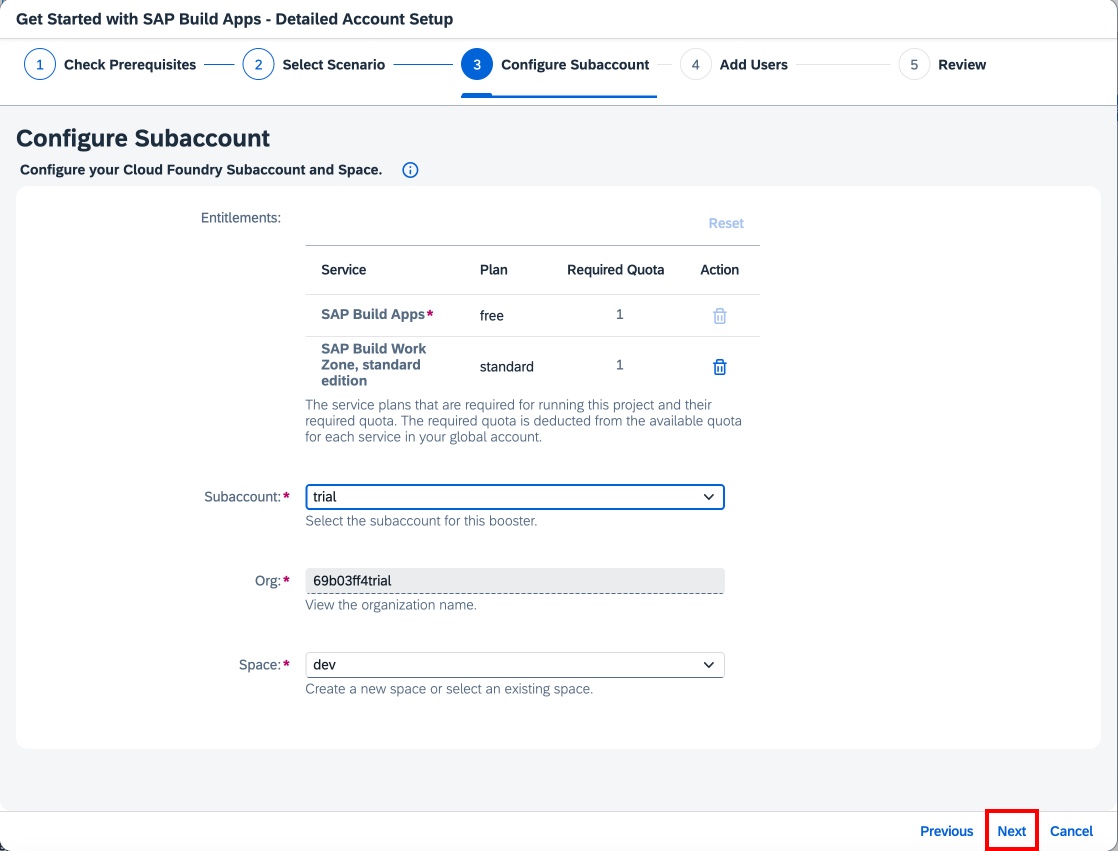 Get Started with SAP Build Apps - Detailed Account Setup
1 Check Prerequisites 2 Select Scenario 3 Configure Subaccount 4 Add Users 5 Review
Configure Subaccount
Configure your Cloud Foundry Subaccount and Space.
Entitlements:
Reset
Service Plan Required Quota Action
SAP Build Apps* free 1
SAP Build Work
Zone, standard
edition
standard 1
The service plans that are required for running this project and their
required quota. The required quota is deducted from the available quota
for each service in your global account.
Subaccount:* trial
Select the subaccount for this booster.
Org:* 69b03ff4trial
View the organization name.
Space:* dev
Create a new space or select an existing space.
Previous Next Cancel